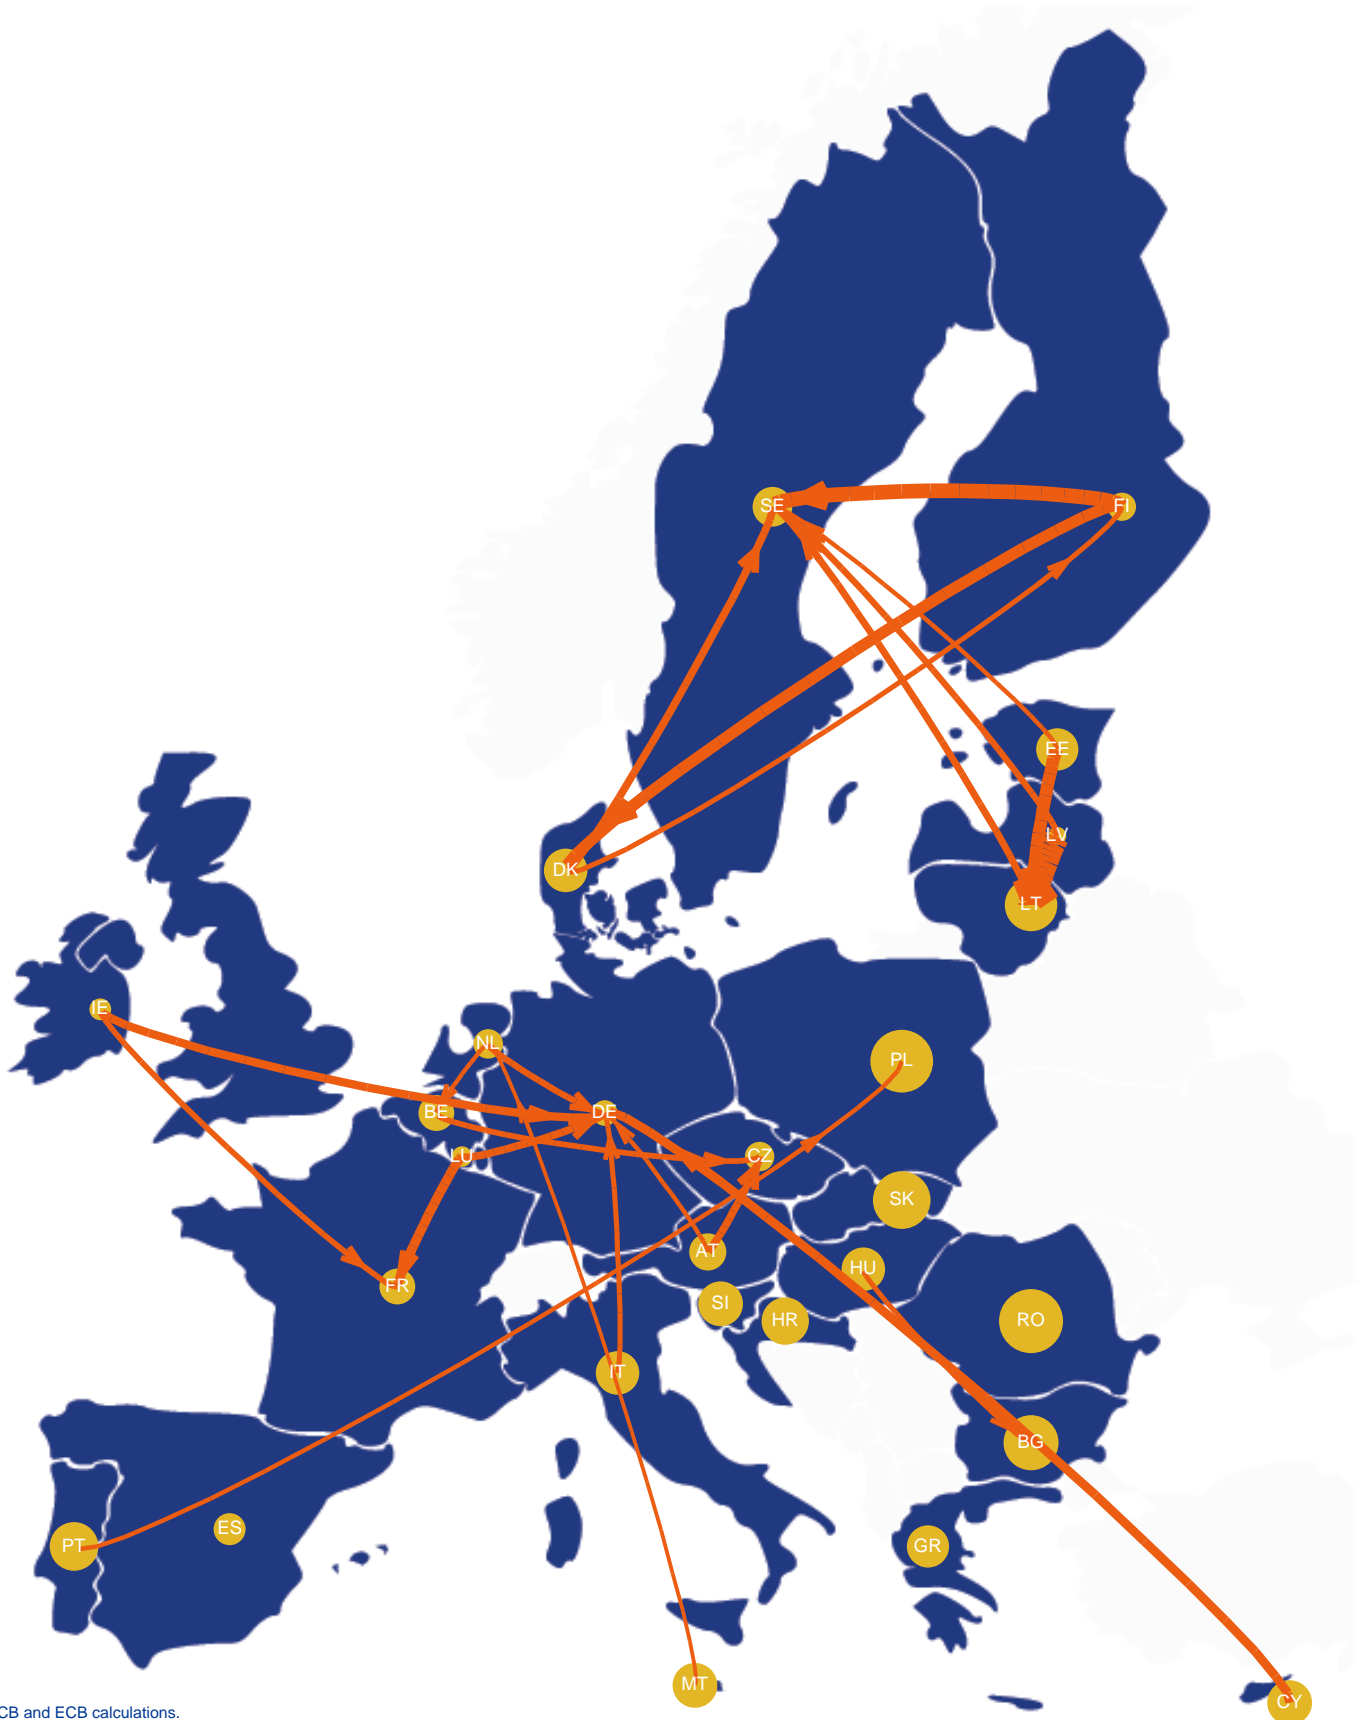 SE
FI
EE
LV
DK
LT
IE
NL
PL
BE
DE
LU
CZ
SK
AT
HU
FR
SI
HR
RO
IT
BG
ES
PT
GR
MT
CY
CB and ECB calculations.